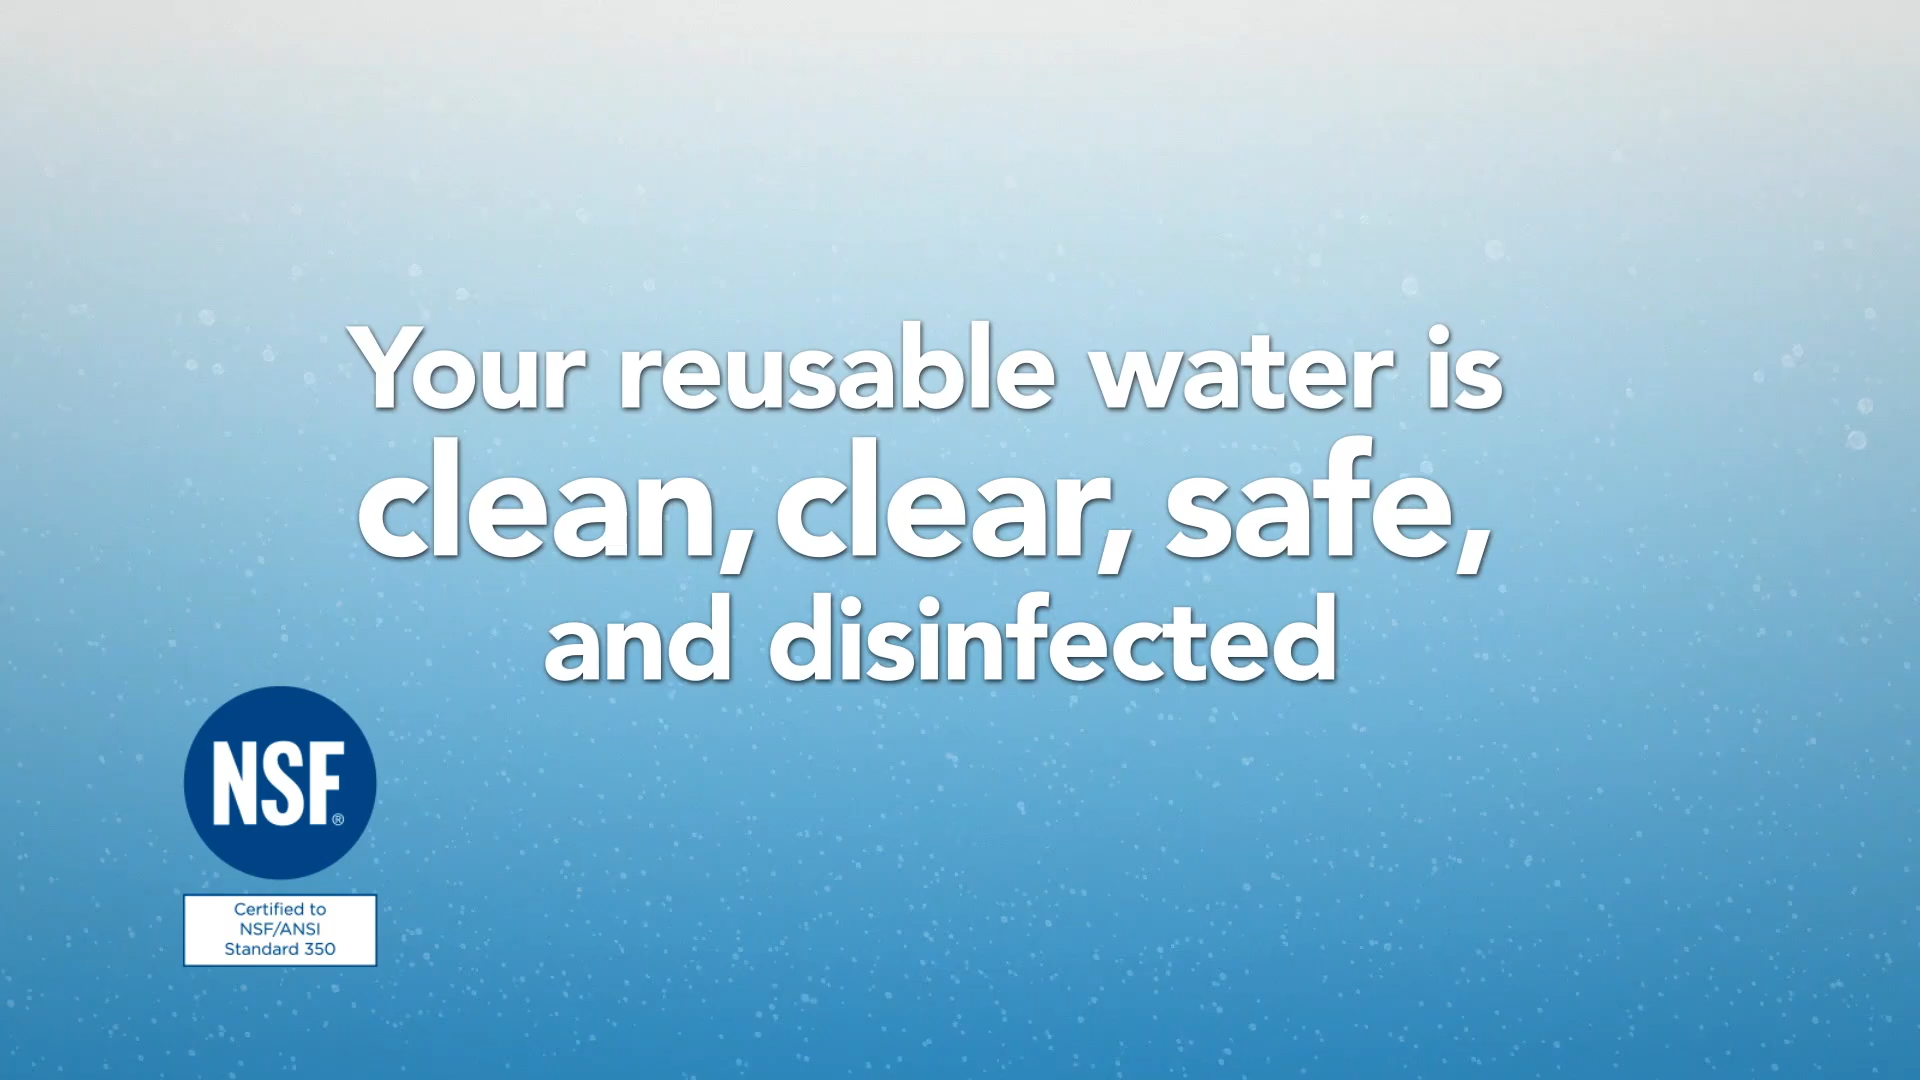 Your reusable water is
clean, clear, safe,
and disinfected
NSF®
Certified to
NSF/ANSI
Standard 350